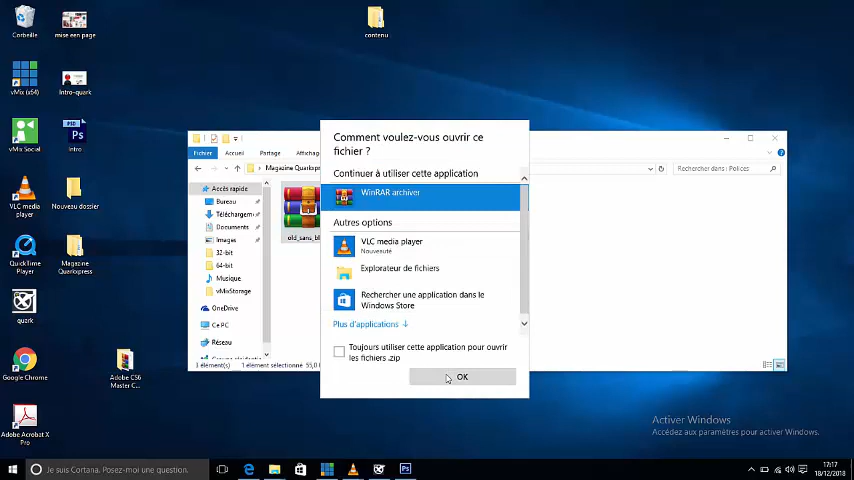 Corbeille
mise en page
contenu
vMix (x64)
Intro-quark
vMix Social
Intro
VLC media
player
Nouveau dossier
QuickTime
Player
Magazine
Quarkxpress
quark
Google Chrome
Adobe CS6
Master C...
Adobe Acrobat X
Pro
Fichier
Accueil
Partage
Affichag
Magazine Quarkxpr
Rechercher dans : Polices
Accès rapide
Bureau
Téléchargem
Documents
Images
32-bit
64-bit
Musique
vMixStorage
OneDrive
Ce PC
Réseau
old_sans_bl
1 élément(s)
1 élément sélectionné
Comment voulez-vous ouvrir ce
fichier ?
Continuer à utiliser cette application
WinRAR archiver
Autres options
VLC media player
Nouveauté
Explorateur de fichiers
Rechercher une application dans le
Windows Store
Plus d'applications ↓
Toujours utiliser cette application pour ouvrir
les fichiers .zip
OK
Activer Windows
Accédez aux paramètres pour activer Windows.
Je suis Cortana. Posez-moi une question.
17:17
18/12/2018